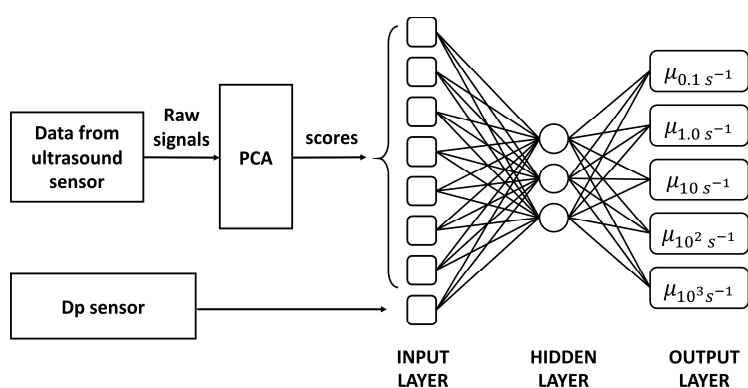 Data from
ultrasound
sensor
Raw
signals
PCA
scores
Dp sensor
μ0.1 s⁻¹
μ1.0 s⁻¹
μ10 s⁻¹
μ10² s⁻¹
μ10³ s⁻¹
INPUT
LAYER
HIDDEN
LAYER
OUTPUT
LAYER